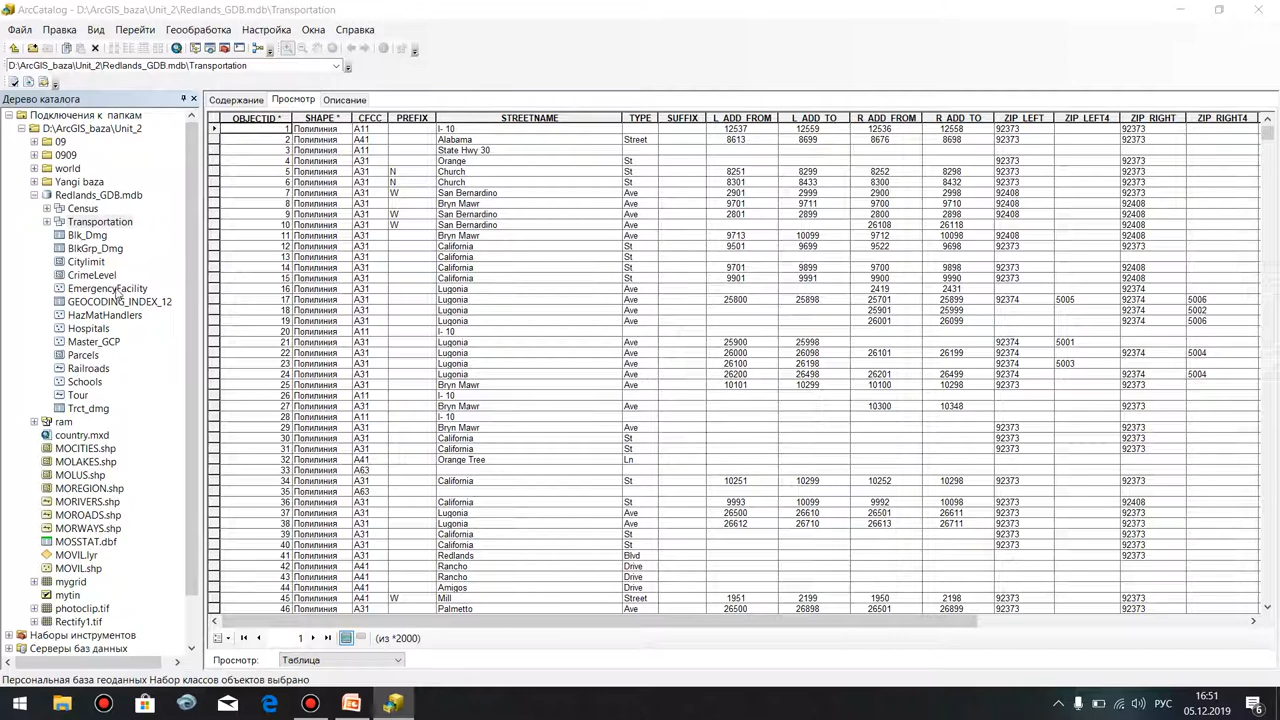 ArcCatalog - D:\ArcGIS_baza\Unit_2\Redlands_GDB.mdb\Transportation
Файл Правка Вид Перейти Геообработка Настройка Окна Справка
D:\ArcGIS_baza\Unit_2\Redlands_GDB.mdb\Transportation
Дерево каталога
Подключения к папкам
D:\ArcGIS_baza\Unit_2
09
0909
world
Yangi baza
Redlands_GDB.mdb
Census
Transportation
Blk_Dmg
BlkGrp_Dmg
Citylimit
CrimeLevel
EmergencyFacility
GEOCODING_INDEX_12
HazMatHandlers
Hospitals
Master_GCP
Parcels
Railroads
Schools
Tour
Trct_dmg
ram
country.mxd
MOCITIES.shp
MOLAKES.shp
MOLUS.shp
MOREGION.shp
MORIVERS.shp
MOROADS.shp
MORWAYS.shp
MOSSTAT.dbf
MOVIL.lyr
MOVIL.shp
mygrid
mytin
photoclip.tif
Rectify1.tif
Наборы инструментов
Серверы баз данных
Содержание Просмотр Описание
OBJECTID * SHAPE * CFCC PREFIX STREETNAME TYPE SUFFIX L_ADD_FROM L_ADD_TO R_ADD_FROM R_ADD_TO ZIP_LEFT ZIP_LEFT4 ZIP_RIGHT ZIP_RIGHT4
1 Полилиния A11 I- 10 12537 12559 12536 12558 92373 92373
2 Полилиния A41 Alabama Street 8613 8699 8676 8698 92373 92373
3 Полилиния A11 State Hwy 30
4 Полилиния A31 Orange St 92373 92373
5 Полилиния A31 N Church St 8251 8299 8252 8298 92373 92373
6 Полилиния A31 N Church St 8301 8433 8300 8432 92373 92373
7 Полилиния A31 W San Bernardino Ave 2901 2999 2900 2998 92408 92373
8 Полилиния A31 Bryn Mawr Ave 9701 9711 9700 9710 92408 92373
9 Полилиния A31 W San Bernardino Ave 2801 2899 2800 2898 92408 92373
10 Полилиния A31 W San Bernardino Ave 26108 26118 92408
11 Полилиния A31 Bryn Mawr Ave 9713 10099 9712 10098 92408 92373
12 Полилиния A31 California St 9501 9699 9522 9698 92373 92373
13 Полилиния A31 California St
14 Полилиния A31 California St 9701 9899 9700 9898 92373 92408
15 Полилиния A31 California St 9901 9991 9900 9990 92373 92408
16 Полилиния A31 Lugonia Ave 2419 2431 92374
17 Полилиния A31 Lugonia Ave 25800 25898 25701 25899 92374 5005 92374 5006
18 Полилиния A31 Lugonia Ave 25901 25999 92374 5002
19 Полилиния A31 Lugonia Ave 26001 26099 92373 5006
20 Полилиния A11 I- 10
21 Полилиния A31 Lugonia Ave 25900 25998 92374 5001
22 Полилиния A31 Lugonia Ave 26000 26098 26101 26199 92374 92374 5004
23 Полилиния A31 Lugonia Ave 26100 26198 92374 5003
24 Полилиния A31 Lugonia Ave 26200 26498 26201 26499 92374 92374 5004
25 Полилиния A31 Bryn Mawr Ave 10101 10299 10100 10298 92373 92373
26 Полилиния A11 I- 10
27 Полилиния A31 Bryn Mawr Ave 10300 10348 92373
28 Полилиния A11 I- 10
29 Полилиния A31 Bryn Mawr Ave 92373 92373
30 Полилиния A31 California St 92373 92373
31 Полилиния A31 California St 92373 92373
32 Полилиния A41 Orange Tree Ln
33 Полилиния A63
34 Полилиния A31 California St 10251 10299 10252 10298 92373 92373
35 Полилиния A63
36 Полилиния A31 California St 9993 10099 9992 10098 92373 92408
37 Полилиния A31 Lugonia Ave 26500 26610 26501 26611 92373 92373
38 Полилиния A31 Lugonia Ave 26612 26710 26613 26711 92373 92373
39 Полилиния A31 California St 92373 92373
40 Полилиния A31 California St 92373 92373
41 Полилиния A31 Redlands Blvd 92373
42 Полилиния A41 Rancho Drive
43 Полилиния A41 Rancho Drive
44 Полилиния A41 Amigos Drive
45 Полилиния A41 W Mill Street 1951 2199 1950 2198 92373 92373
46 Полилиния A31 Palmetto Ave 26500 26898 26501 26899 92373 92373
1 (из *2000)
Просмотр: Таблица
Персональная база геоданных Набор классов объектов выбрано
РУС 16:51
05.12.2019
6